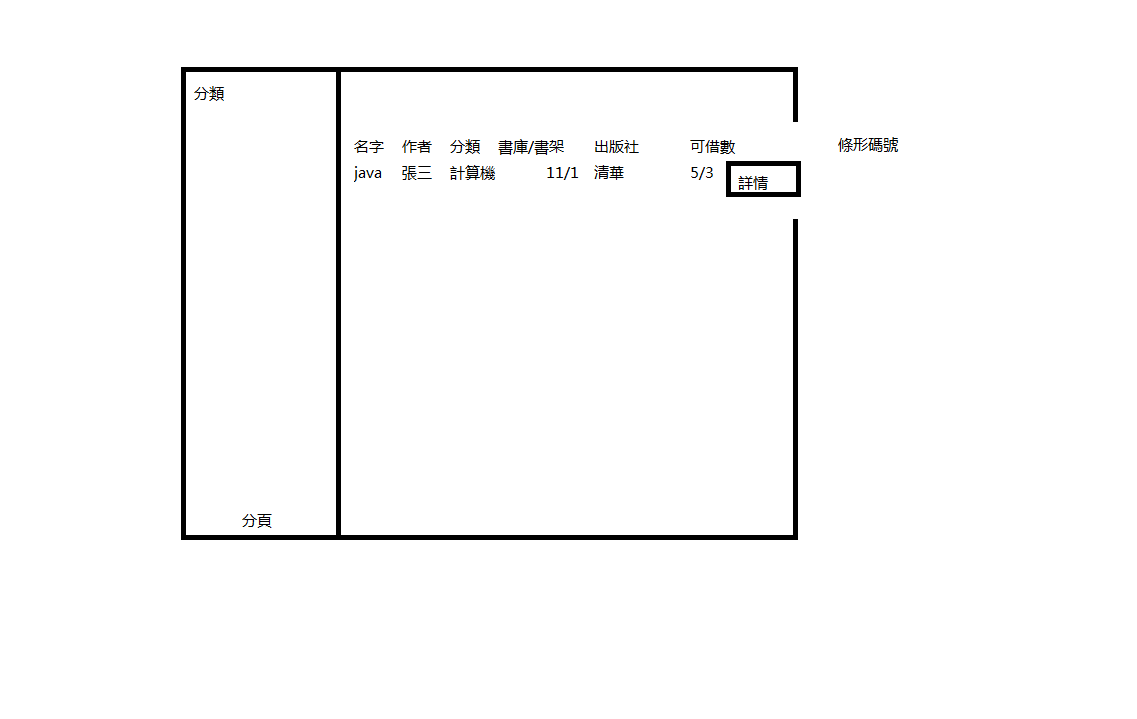 分類
名字 作者 分類 書庫/書架 出版社 可借數 條形碼號
java 張三 計算機 11/1 清華 5/3 詳情
分頁